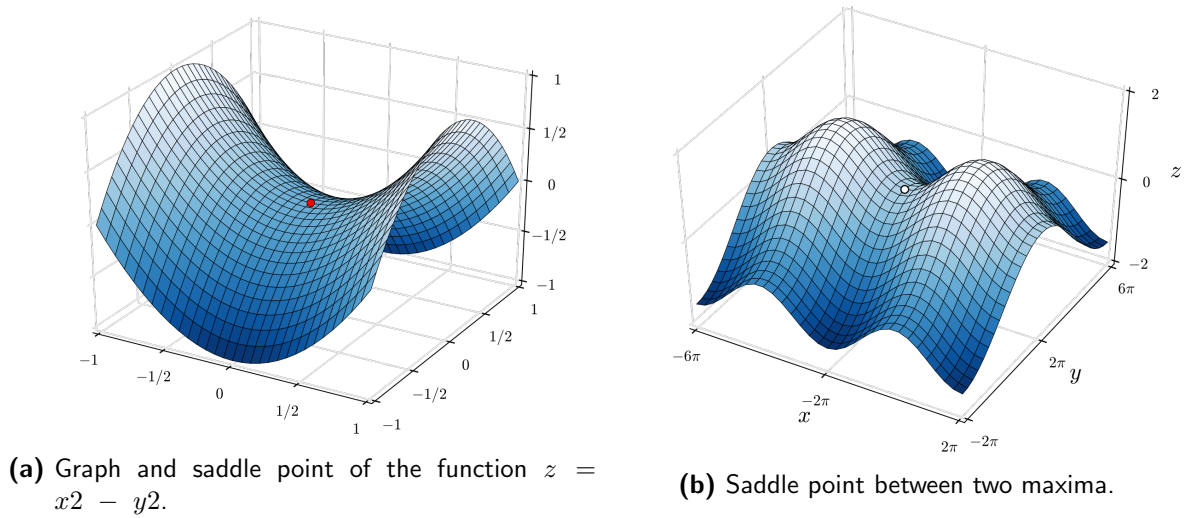 1
1/2
0
−1/2
−1
−1
−1/2
0
1/2
1
−1
−1/2
0
1/2
1
2
0
−2
z
−6π
−2π
2π
x
−2π
2π
6π
y
(a) Graph and saddle point of the function z =
x2 − y2.
(b) Saddle point between two maxima.